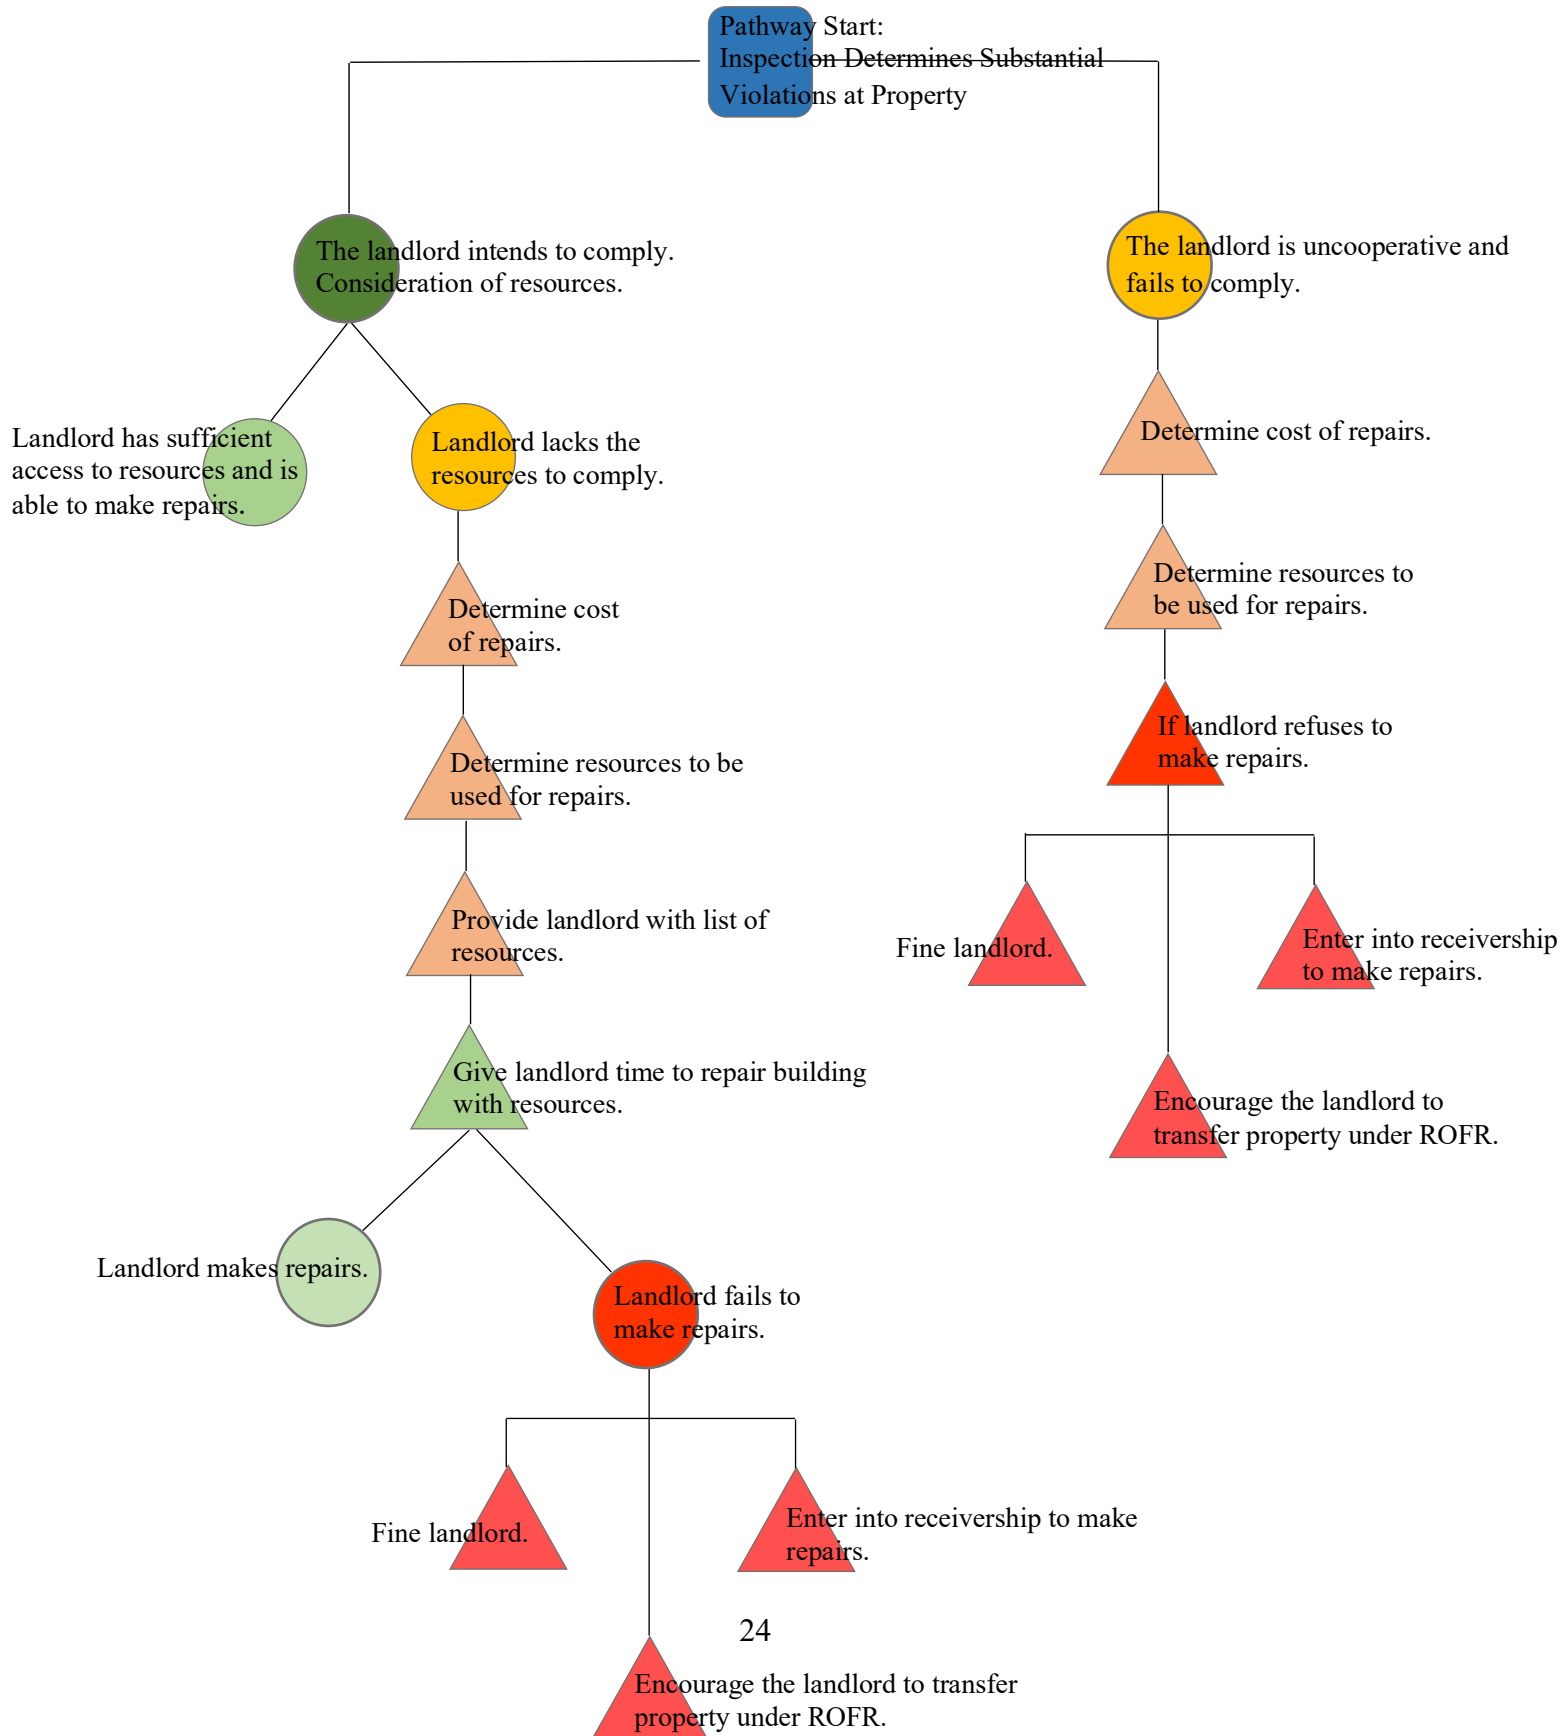 Pathway Start:
Inspection Determines Substantial
Violations at Property
The landlord intends to comply.
Consideration of resources.
The landlord is uncooperative and
fails to comply.
Landlord has sufficient
access to resources and is
able to make repairs.
Landlord lacks the
resources to comply.
Determine cost of repairs.
Determine resources to
be used for repairs.
Determine cost
of repairs.
If landlord refuses to
make repairs.
Determine resources to be
used for repairs.
Provide landlord with list of
resources.
Fine landlord.
Enter into receivership
to make repairs.
Give landlord time to repair building
with resources.
Encourage the landlord to
transfer property under ROFR.
Landlord makes repairs.
Landlord fails to
make repairs.
Fine landlord.
Enter into receivership to make
repairs.
24
Encourage the landlord to transfer
property under ROFR.